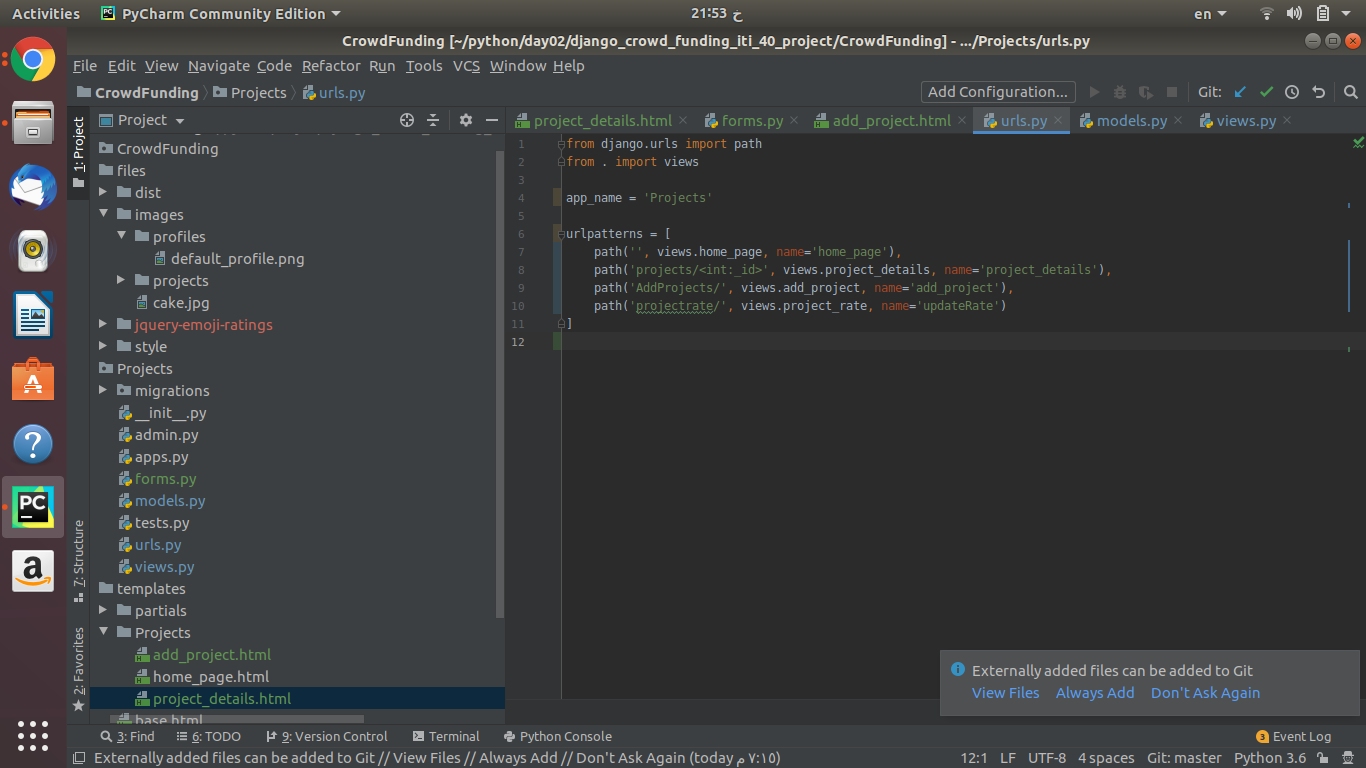 Activities
PyCharm Community Edition
21:53 خ
en
CrowdFunding [~/python/day02/django_crowd_funding_iti_40_project/CrowdFunding] - .../Projects/urls.py
File Edit View Navigate Code Refactor Run Tools VCS Window Help
CrowdFunding Projects urls.py
Add Configuration...
Git:
Project
project_details.html
forms.py
add_project.html
urls.py
models.py
views.py
1: Project
7: Structure
2: Favorites
CrowdFunding
files
dist
images
profiles
default_profile.png
projects
cake.jpg
jquery-emoji-ratings
style
Projects
migrations
__init__.py
admin.py
apps.py
forms.py
models.py
tests.py
urls.py
views.py
templates
partials
Projects
add_project.html
home_page.html
project_details.html
base.html
1 from django.urls import path
2 from . import views
3
4 app_name = 'Projects'
5
6 urlpatterns = [
7 path('', views.home_page, name='home_page'),
8 path('projects/<int:_id>', views.project_details, name='project_details'),
9 path('AddProjects/', views.add_project, name='add_project'),
10 path('projectrate/', views.project_rate, name='updateRate')
11 ]
12
Externally added files can be added to Git
View Files Always Add Don't Ask Again
3: Find
6: TODO
9: Version Control
Terminal
Python Console
3 Event Log
Externally added files can be added to Git // View Files // Always Add // Don't Ask Again (today ٧:١٥ م)
12:1 LF UTF-8 4 spaces Git: master Python 3.6
PC
a